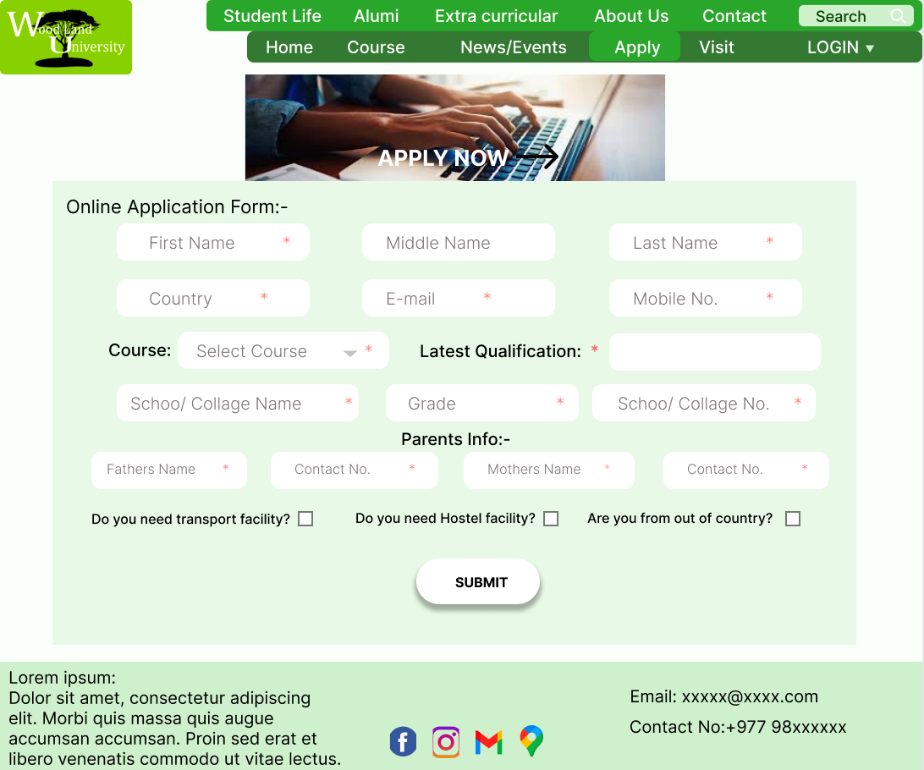 Wood Land
University
Student Life Alumi Extra curricular About Us Contact Search
Home Course News/Events Apply Visit LOGIN ▾
APPLY NOW →
Online Application Form:-
First Name * Middle Name Last Name *
Country * E-mail * Mobile No. *
Course: Select Course * Latest Qualification: *
Schoo/ Collage Name * Grade * Schoo/ Collage No. *
Parents Info:-
Fathers Name * Contact No. * Mothers Name * Contact No. *
Do you need transport facility? Do you need Hostel facility? Are you from out of country?
SUBMIT
Lorem ipsum:
Dolor sit amet, consectetur adipiscing
elit. Morbi quis massa quis augue
accumsan accumsan. Proin sed erat et
libero venenatis commodo ut vitae lectus.
Email: xxxxx@xxxx.com
Contact No:+977 98xxxxxx